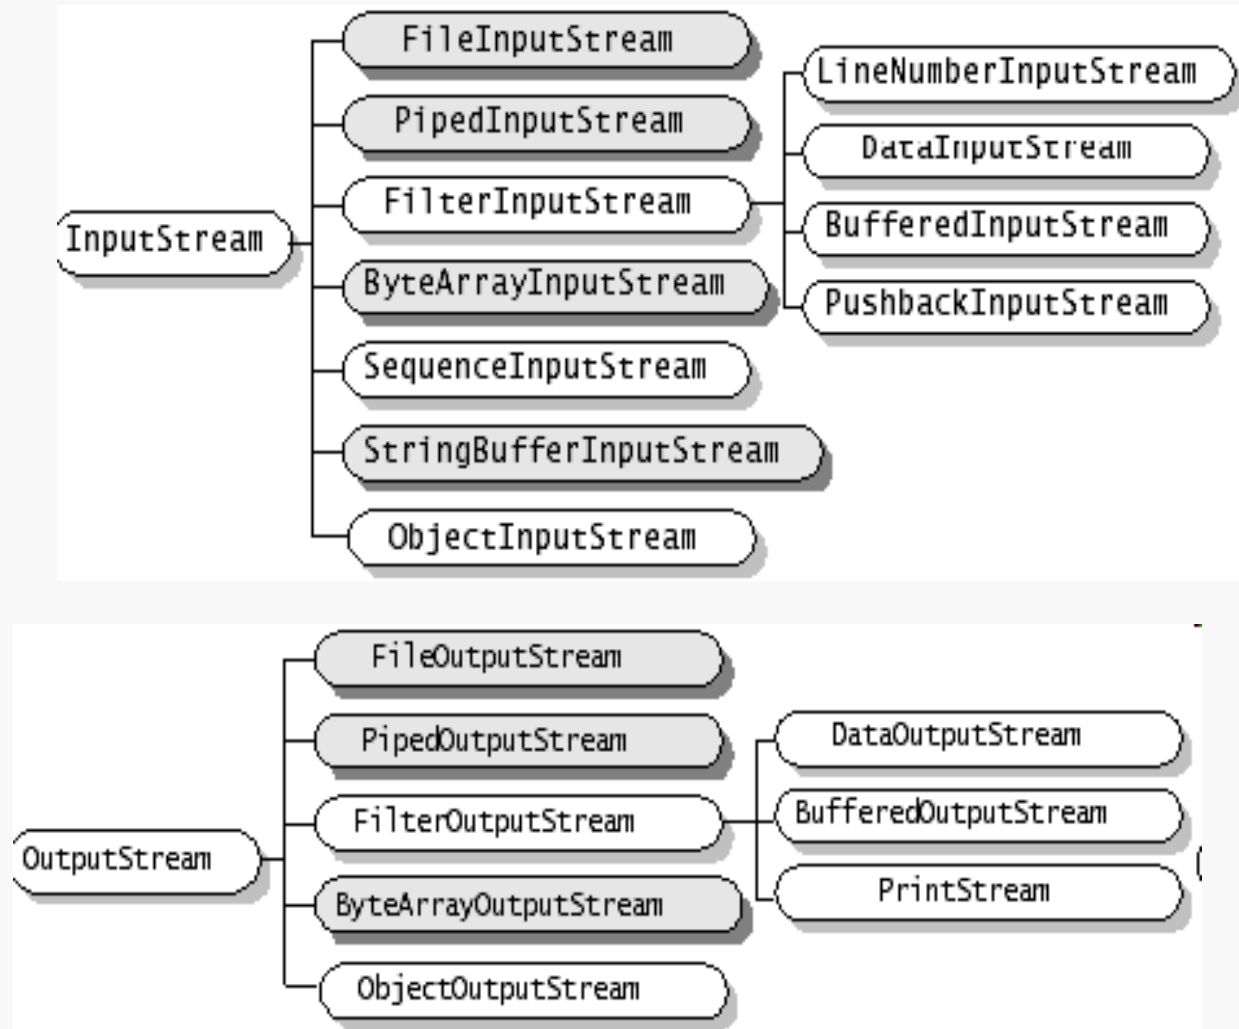 FileInputStream
LineNumberInputStream
PipedInputStream
DataInputStream
FilterInputStream
BufferedInputStream
InputStream
ByteArrayInputStream
PushbackInputStream
SequenceInputStream
StringBufferInputStream
ObjectInputStream
FileOutputStream
PipedOutputStream
DataOutputStream
FilterOutputStream
BufferedOutputStream
OutputStream
PrintStream
ByteArrayOutputStream
ObjectOutputStream